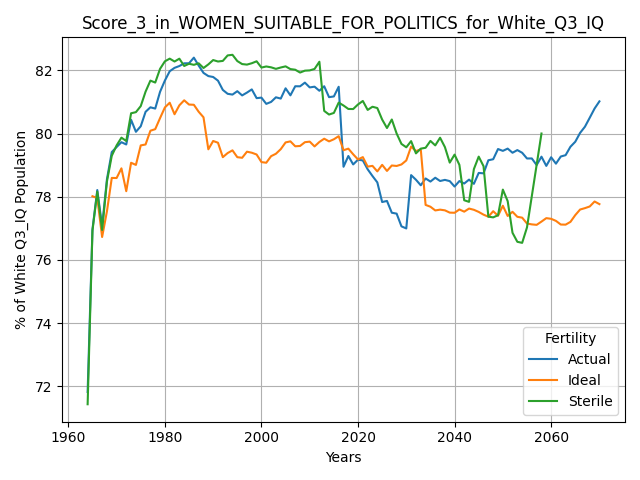 Score_3_in_WOMEN_SUITABLE_FOR_POLITICS_for_White_Q3_IQ
% of White Q3_IQ Population
82
80
78
76
74
72
1960
1980
2000
2020
2040
2060
Years
Fertility
Actual
Ideal
Sterile